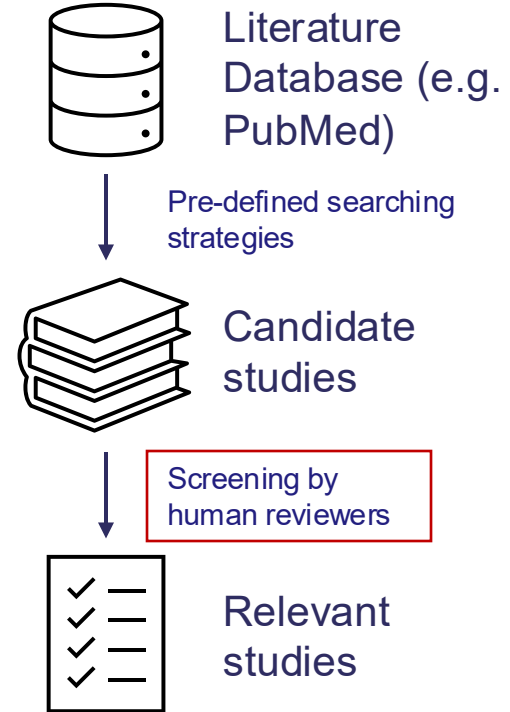 Literature
Database (e.g.
PubMed)
Pre-defined searching
strategies
Candidate
studies
Screening by
human reviewers
Relevant
studies